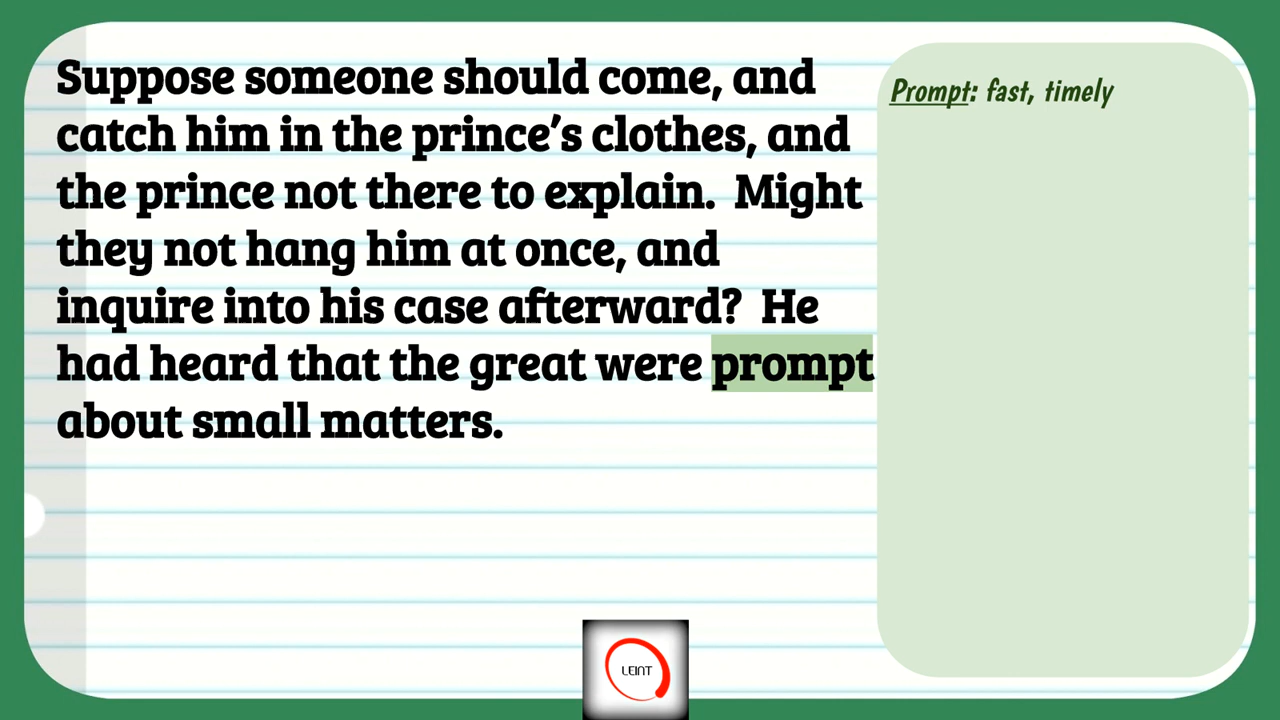 Suppose someone should come, and
catch him in the prince's clothes, and
the prince not there to explain.  Might
they not hang him at once, and
inquire into his case afterward?  He
had heard that the great were prompt
about small matters.
Prompt: fast, timely
LEINT